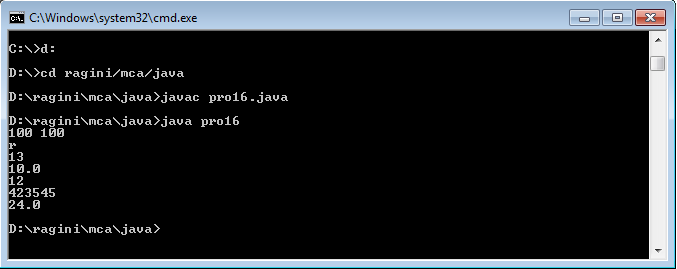 C:\Windows\system32\cmd.exe
C:\>d:
D:\>cd ragini/mca/java
D:\ragini\mca\java>javac pro16.java
D:\ragini\mca\java>java pro16
100 100
r
13
10.0
12
423545
24.0
D:\ragini\mca\java>